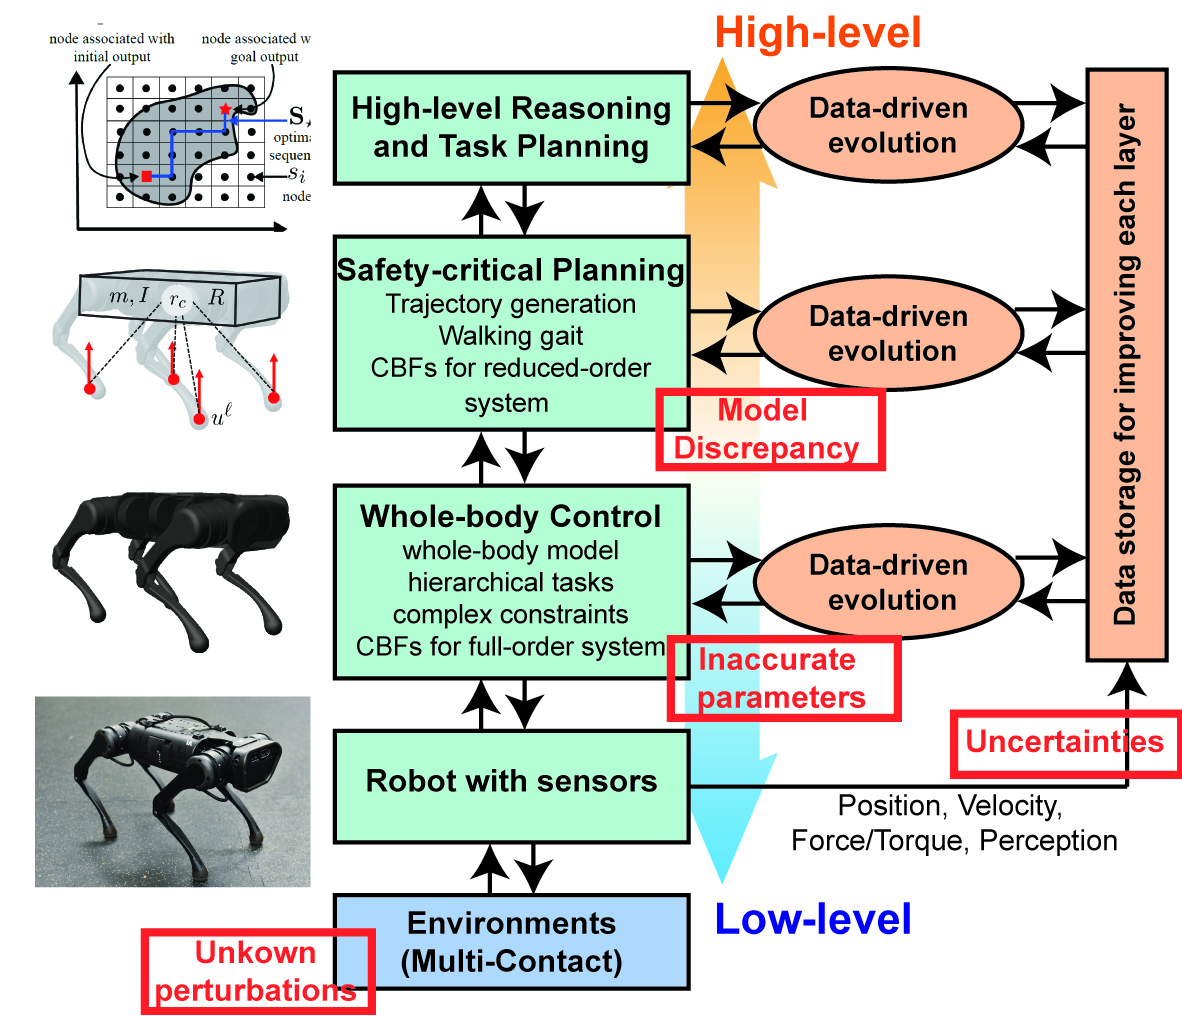 node associated with
initial output
node associated w
goal output
S
optima
sequen
s_i
node
m, I
r_c
R
u^ℓ
High-level
High-level Reasoning
and Task Planning
Data-driven
evolution
Safety-critical Planning
Trajectory generation
Walking gait
CBFs for reduced-order
system
Data-driven
evolution
Model
Discrepancy
Whole-body Control
whole-body model
hierarchical tasks
complex constraints
CBFs for full-order system
Data-driven
evolution
Inaccurate
parameters
Data storage for improving each layer
Uncertainties
Robot with sensors
Position, Velocity,
Force/Torque, Perception
Low-level
Environments
(Multi-Contact)
Unkown
perturbations